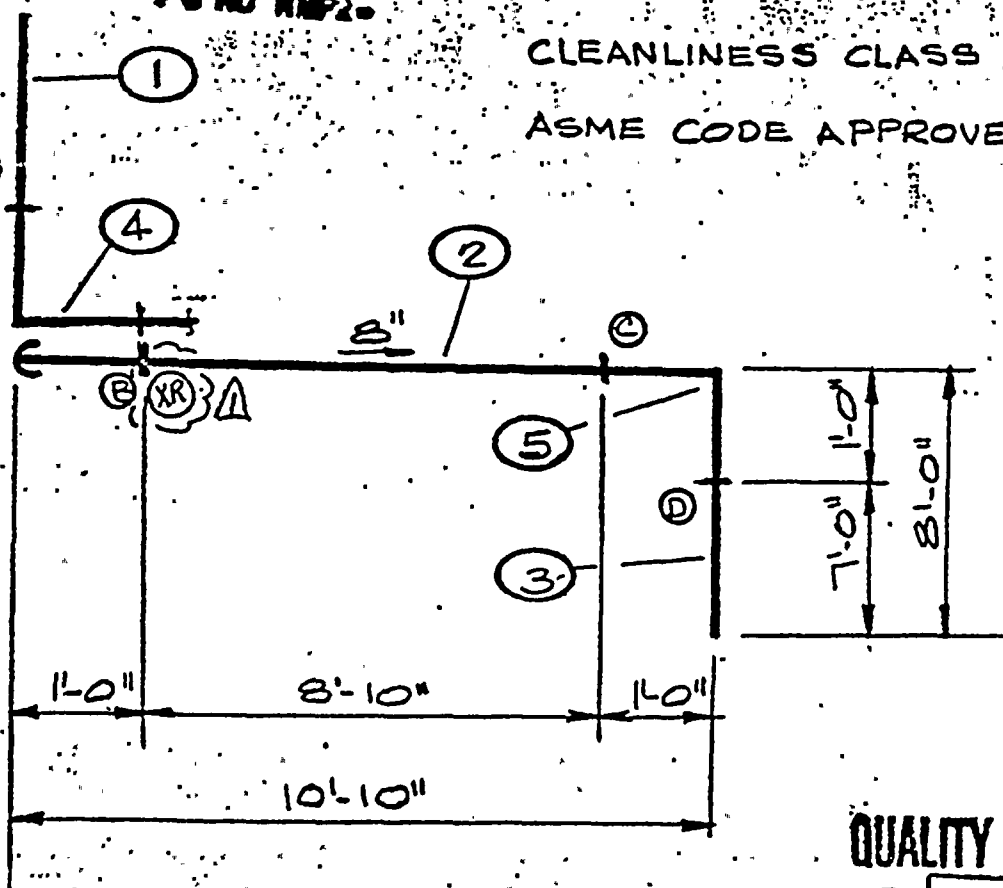 CLEANLINESS CLASS
ASME CODE APPROVE
1
4
2
8"
C
B XR 1
5
D
3
1'-0"
7'-0"
8'-0"
1'-0"
8'-10"
1'-0"
10'-10"
QUALITY